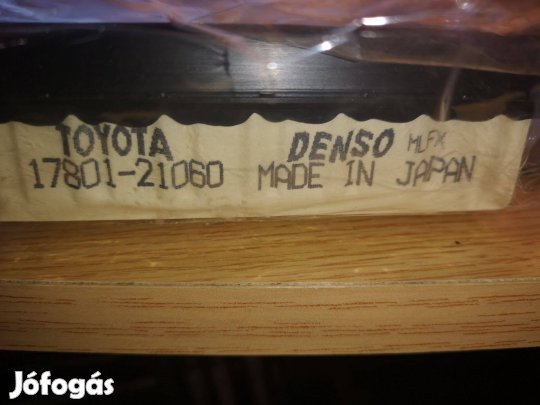 TOYOTA DENSO MLFX
17801-21060 MADE IN JAPAN
Jófogás